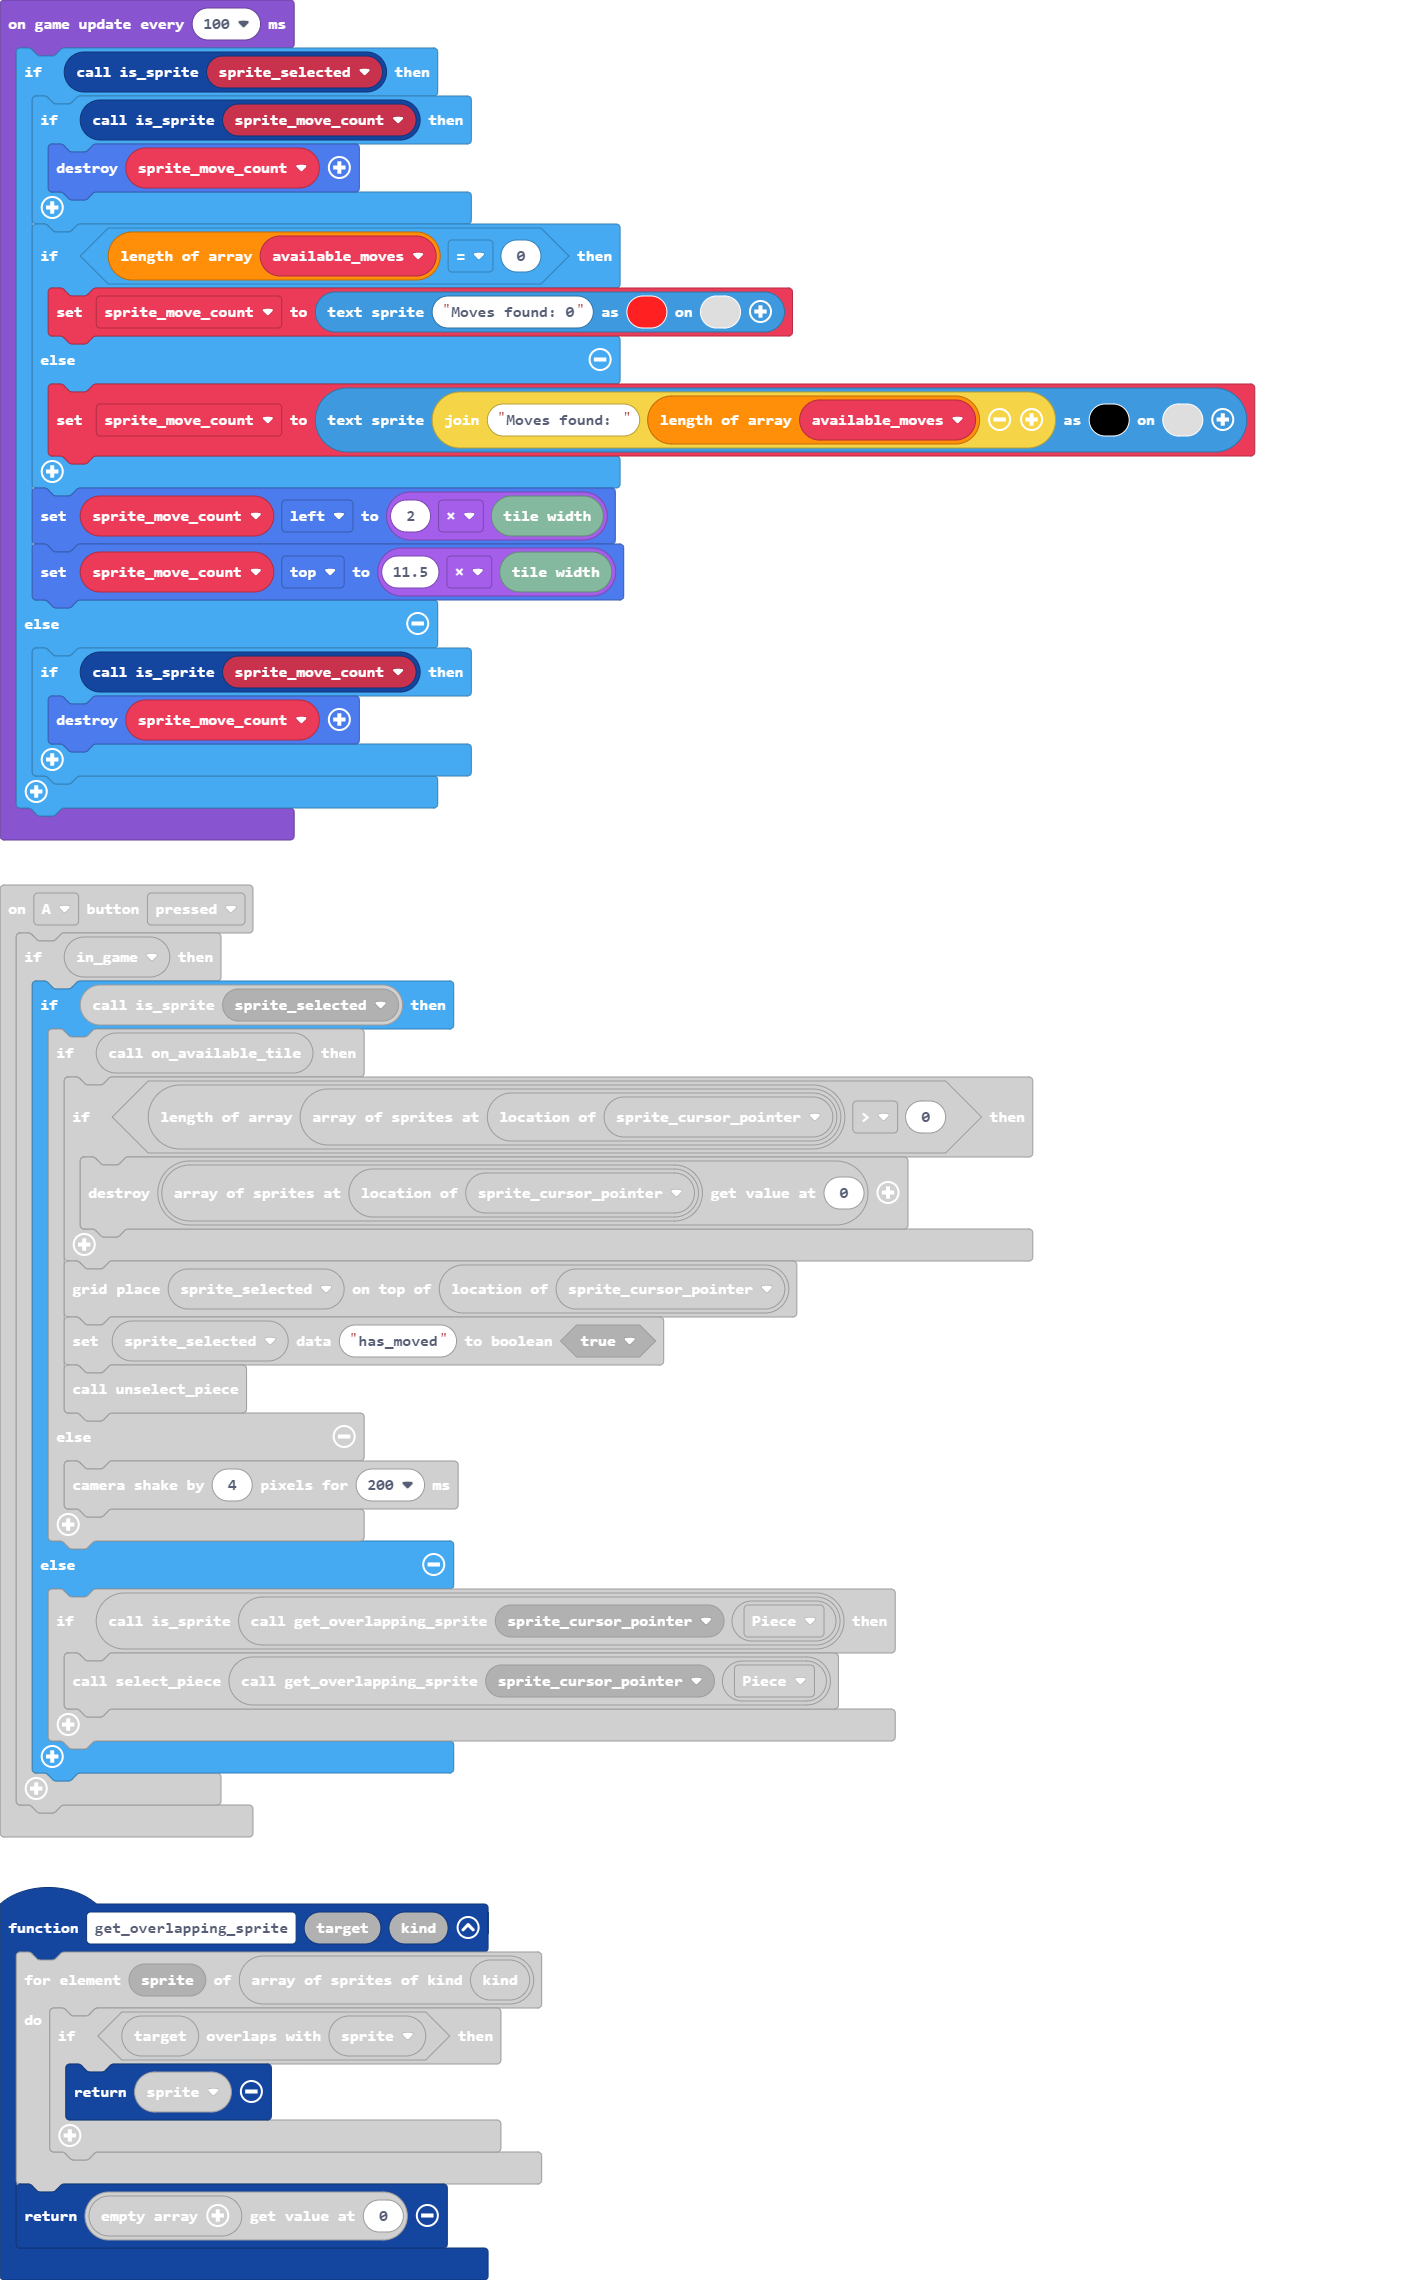 on game update every 100 ms
if call is_sprite sprite_selected then
if call is_sprite sprite_move_count then
destroy sprite_move_count
if length of array available_moves = 0 then
set sprite_move_count to text sprite "Moves found: 0" as on
else
set sprite_move_count to text sprite join "Moves found: " length of array available_moves as on
set sprite_move_count left to 2 × tile width
set sprite_move_count top to 11.5 × tile width
else
if call is_sprite sprite_move_count then
destroy sprite_move_count
on A button pressed
if in_game then
if call is_sprite sprite_selected then
if call on_available_tile then
if length of array array of sprites at location of sprite_cursor_pointer > 0 then
destroy array of sprites at location of sprite_cursor_pointer get value at 0
grid place sprite_selected on top of location of sprite_cursor_pointer
set sprite_selected data "has_moved" to boolean true
call unselect_piece
else
camera shake by 4 pixels for 200 ms
else
if call is_sprite call get_overlapping_sprite sprite_cursor_pointer Piece then
call select_piece call get_overlapping_sprite sprite_cursor_pointer Piece
function get_overlapping_sprite target kind
for element sprite of array of sprites of kind kind
do
if target overlaps with sprite then
return sprite
return empty array get value at 0